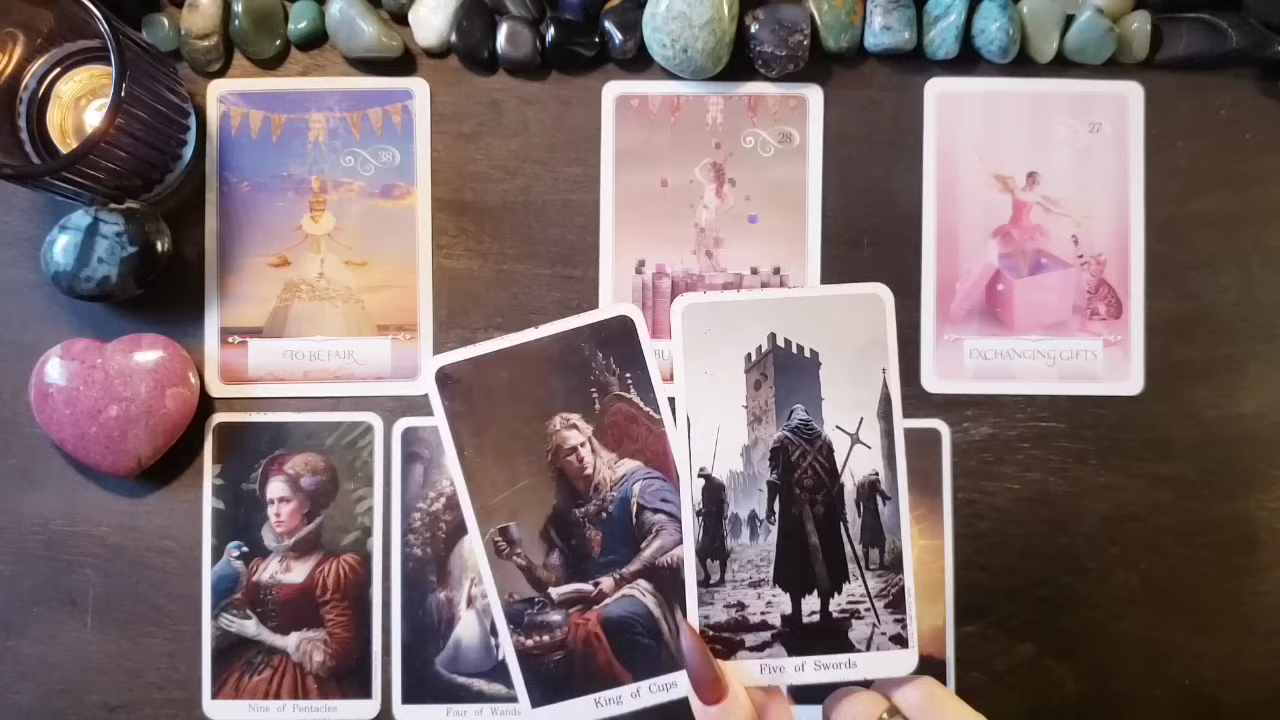 38
TO BE FAIR
28
BU
27
EXCHANGING GIFTS
Nine of Pentacles
Four of Wands
King of Cups
Five of Swords